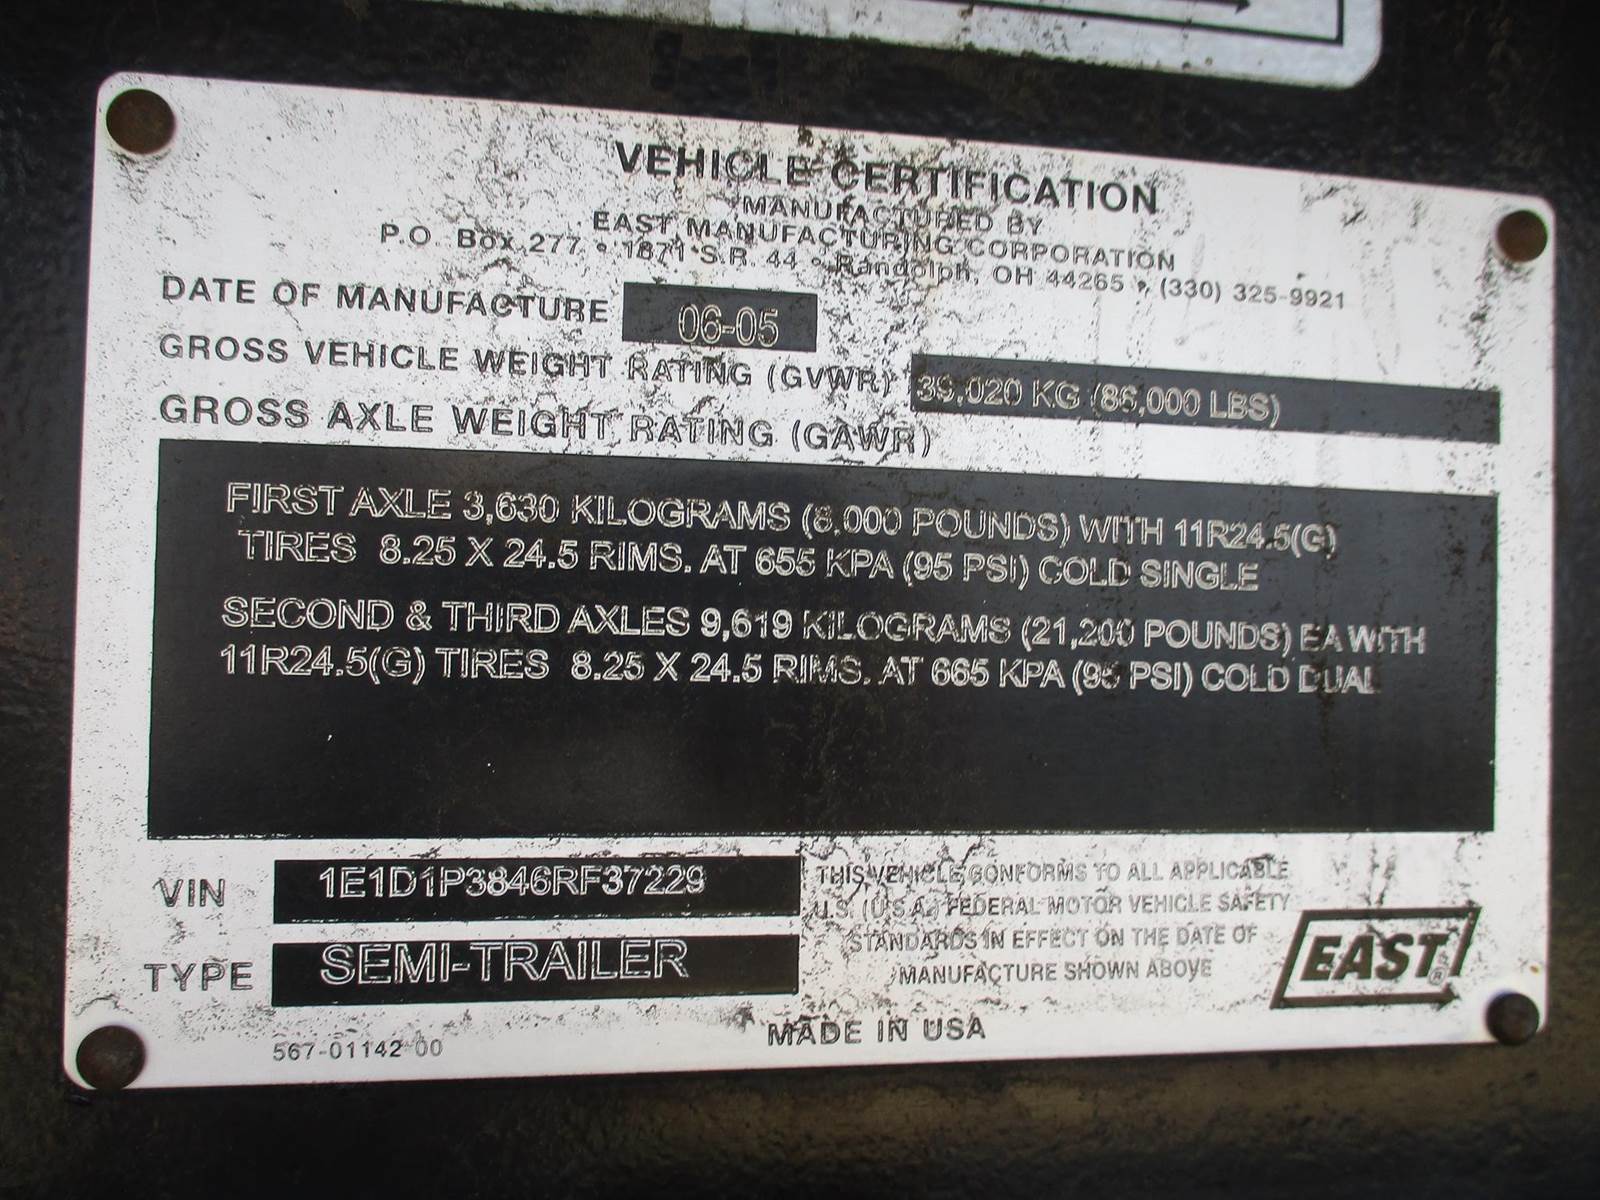 VEHICLE CERTIFICATION
MANUFACTURED BY
EAST MANUFACTURING CORPORATION
P.O. Box 277 • 1871 S.R. 44 • Randolph, OH 44265 • (330) 325-9921
DATE OF MANUFACTURE 06-05
GROSS VEHICLE WEIGHT RATING (GVWR) 39,020 KG (86,000 LBS)
GROSS AXLE WEIGHT RATING (GAWR)
FIRST AXLE 3,630 KILOGRAMS (8,000 POUNDS) WITH 11R24.5(G)
TIRES 8.25 X 24.5 RIMS. AT 655 KPA (95 PSI) COLD SINGLE
SECOND & THIRD AXLES 9,619 KILOGRAMS (21,200 POUNDS) EA WITH
11R24.5(G) TIRES 8.25 X 24.5 RIMS. AT 665 KPA (95 PSI) COLD DUAL
VIN 1E1D1P3846RF37229
TYPE SEMI-TRAILER
THIS VEHICLE CONFORMS TO ALL APPLICABLE
U.S. (U.S.A.) FEDERAL MOTOR VEHICLE SAFETY
STANDARDS IN EFFECT ON THE DATE OF
MANUFACTURE SHOWN ABOVE
EAST®
567-01142 00
MADE IN USA